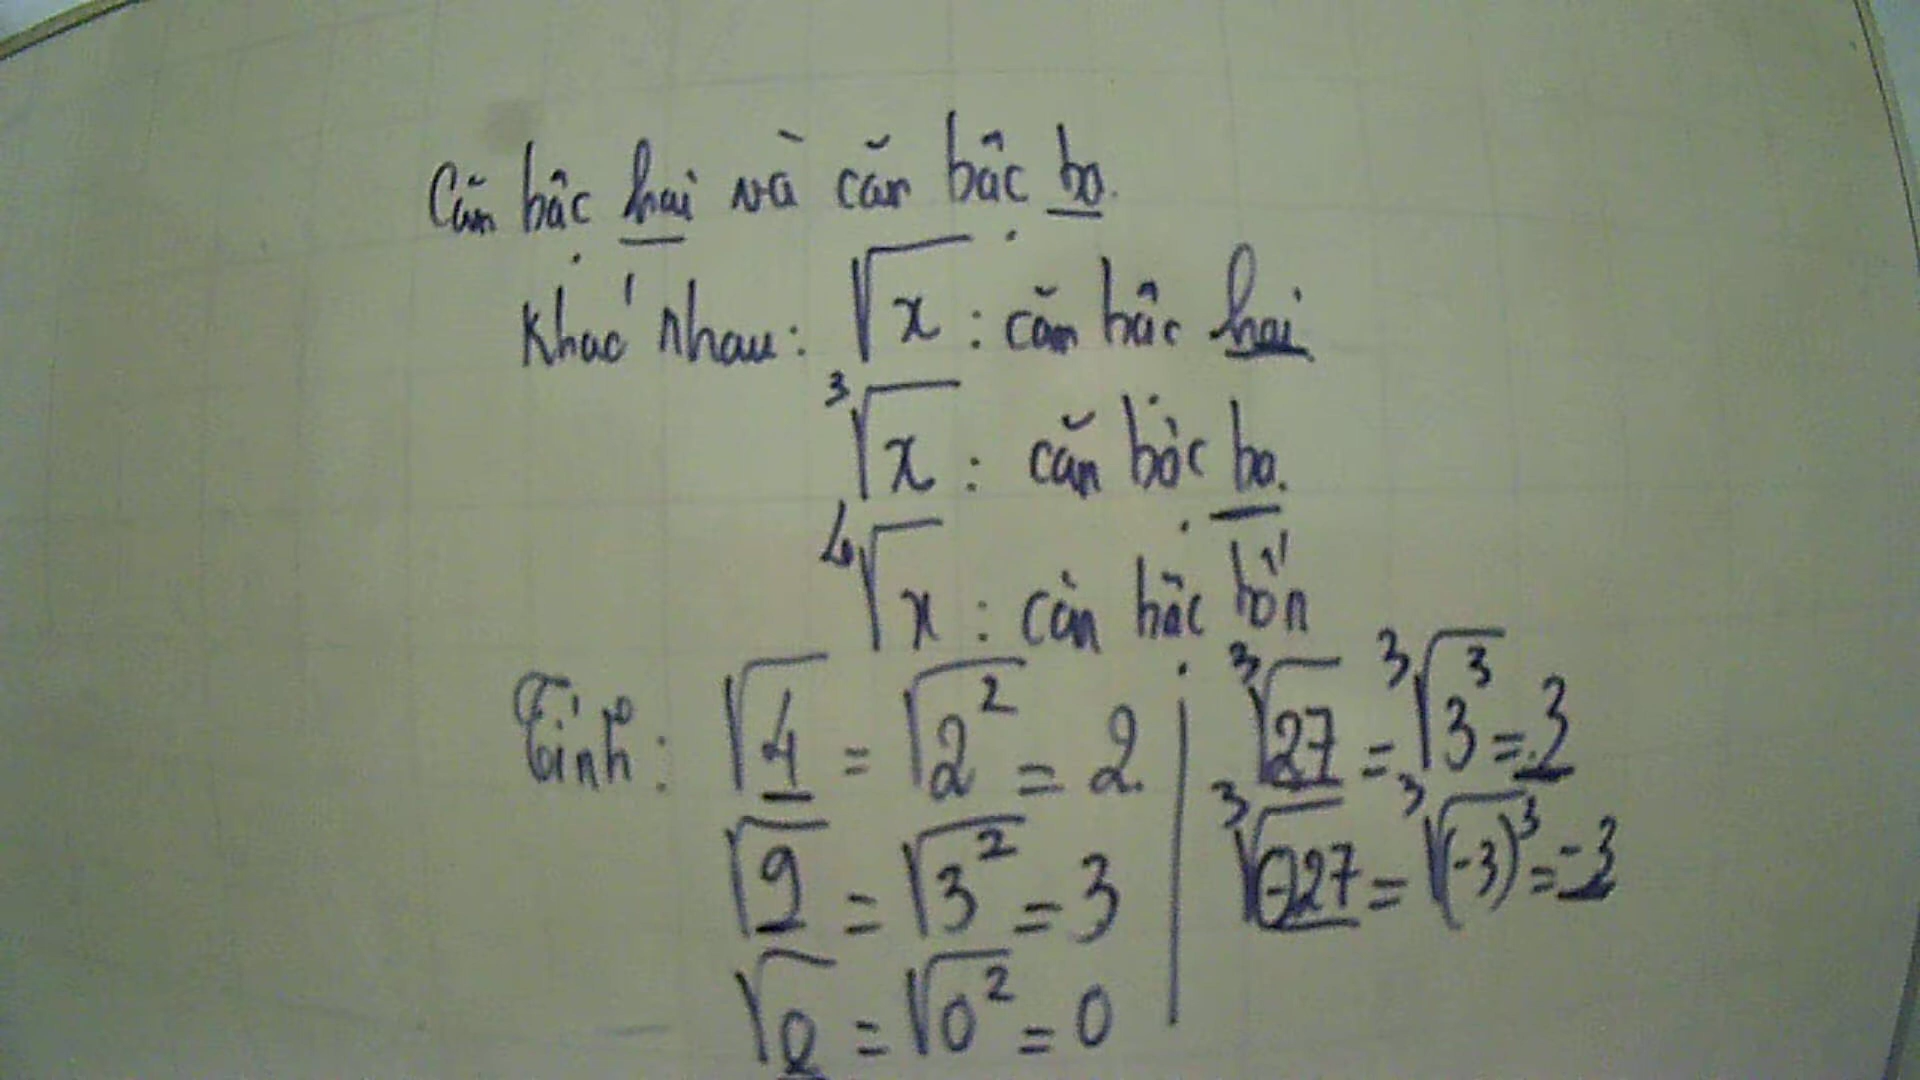 Căn bậc hai và căn bậc ba.
Khác nhau: √x : căn bậc hai
³√x : căn bậc ba.
⁴√x : căn bậc bốn
Tính: √4 = √2² = 2 | ³√27 = ³√3³ = 3
√9 = √3² = 3 | ³√-27 = ³√(-3)³ = -3
√0 = √0² = 0